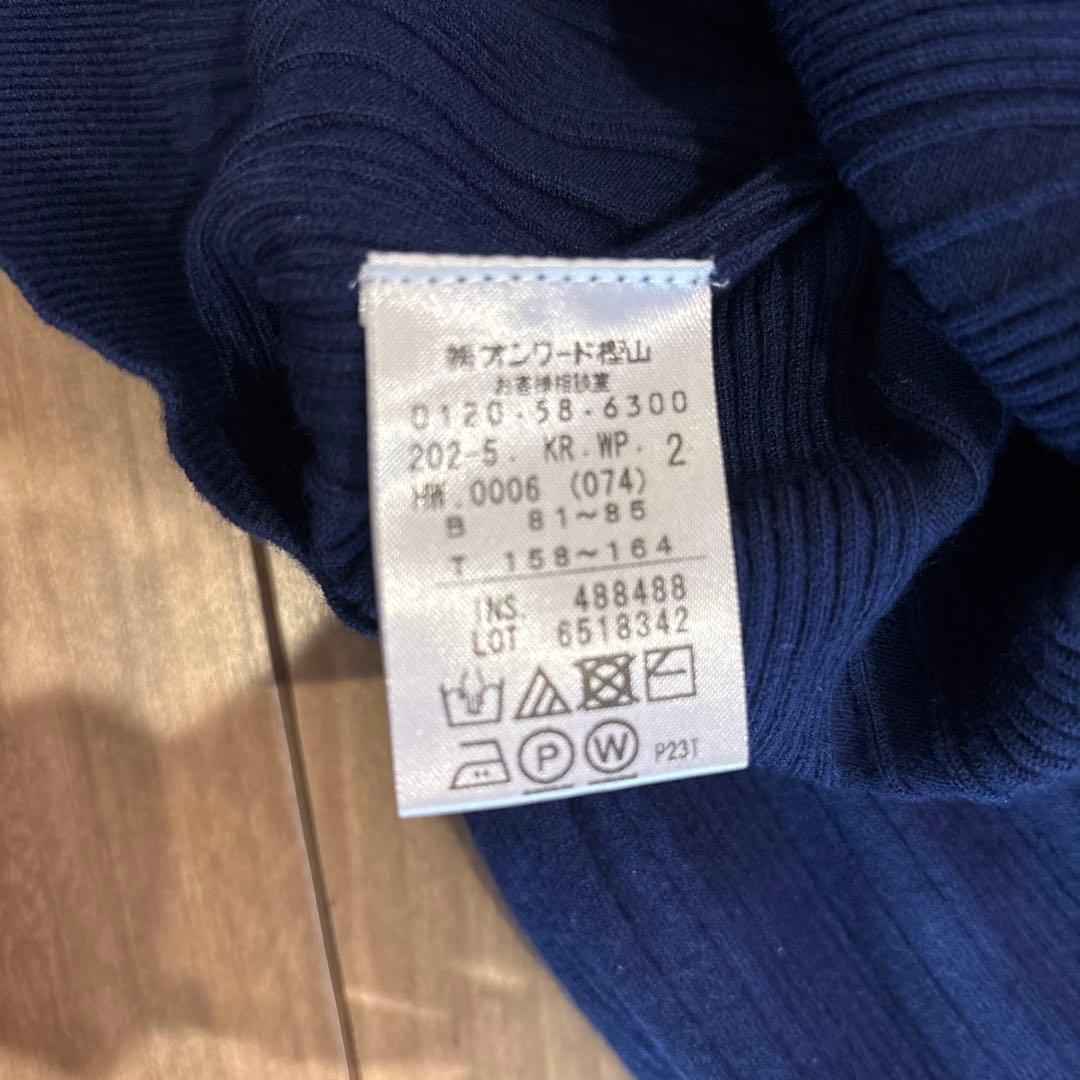 ㈱オンワード樫山
お客様相談室
0120-58-6300
202-5. KR.WP. 2
HW.0006 (074)
B 81~85
T 158~164
INS. 488488
LOT 6518342
P W P23T